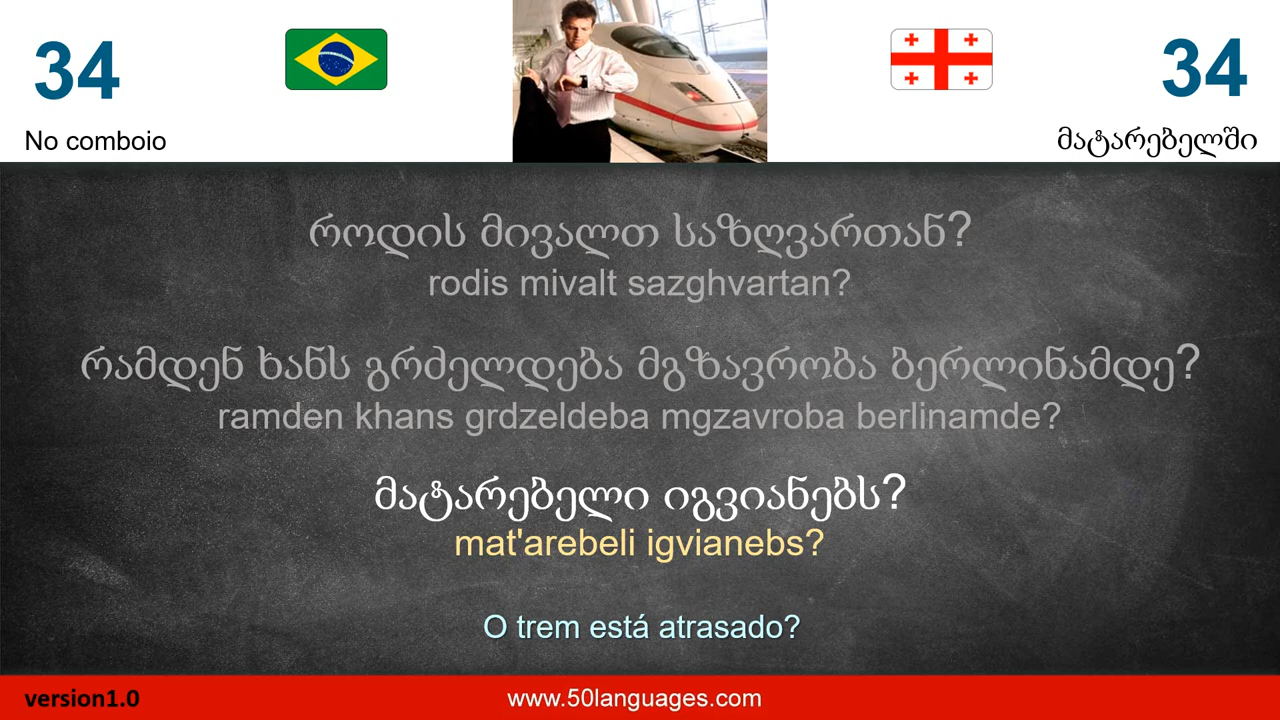 34
34
No comboio
მატარებელში
როდის მივალთ საზღვართან?
rodis mivalt sazghvartan?
რამდენ ხანს გრძელდება მგზავრობა ბერლინამდე?
ramden khans grdzeldeba mgzavroba berlinamde?
მატარებელი იგვიანებს?
mat'arebeli igvianebs?
O trem está atrasado?
version1.0
www.50languages.com